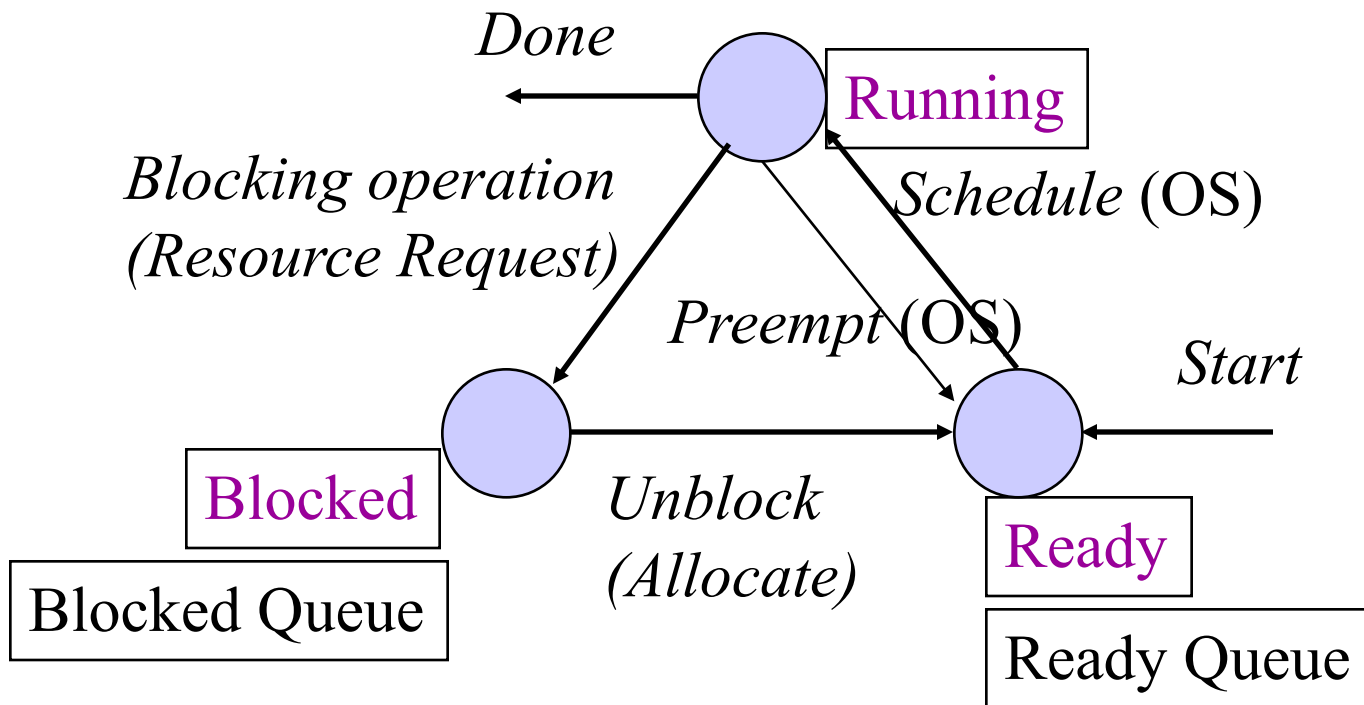 Done
Running
Blocking operation
(Resource Request)
Schedule (OS)
Preempt (OS)
Start
Blocked
Unblock
(Allocate)
Ready
Blocked Queue
Ready Queue